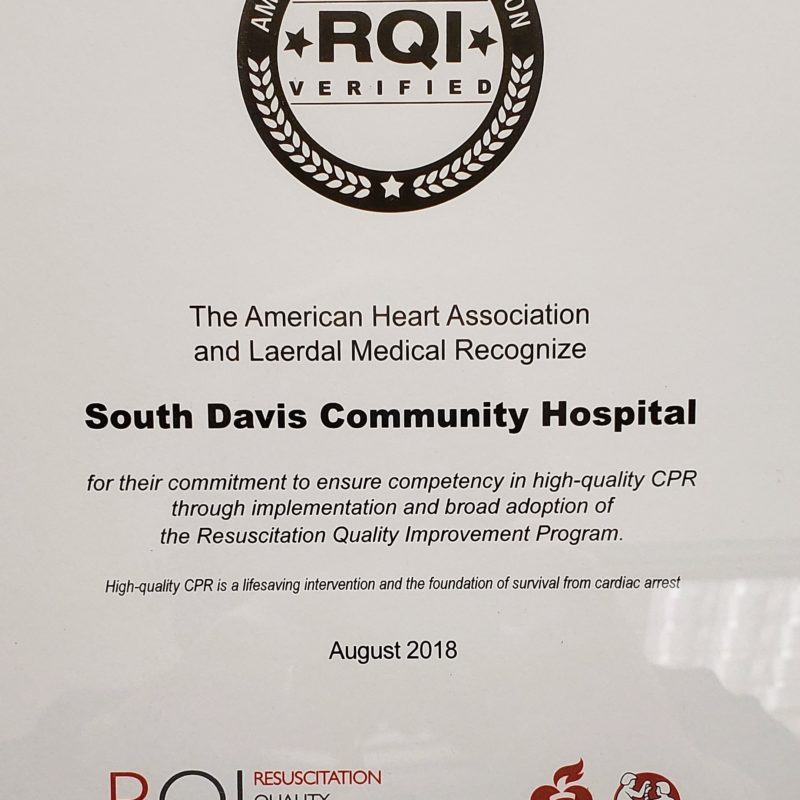 RQI
VERIFIED
The American Heart Association
and Laerdal Medical Recognize
South Davis Community Hospital
for their commitment to ensure competency in high-quality CPR
through implementation and broad adoption of
the Resuscitation Quality Improvement Program.
High-quality CPR is a lifesaving intervention and the foundation of survival from cardiac arrest
August 2018
RQI
RESUSCITATION
QUALITY